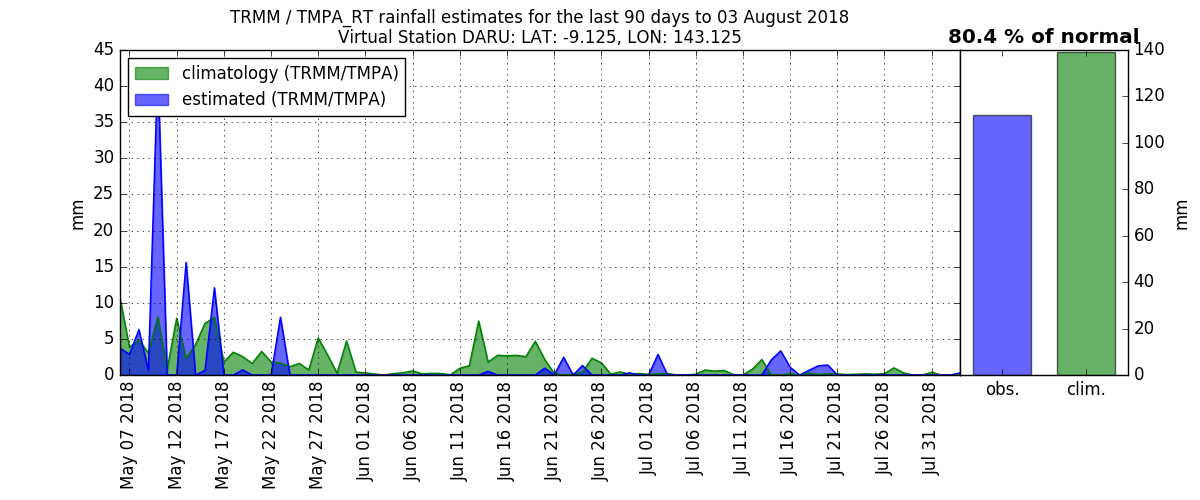 TRMM / TMPA_RT rainfall estimates for the last 90 days to 03 August 2018
Virtual Station DARU: LAT: -9.125, LON: 143.125
80.4 % of normal
climatology (TRMM/TMPA)
estimated (TRMM/TMPA)
45
40
35
30
25
20
15
10
5
0
mm
May 07 2018
May 12 2018
May 17 2018
May 22 2018
May 27 2018
Jun 01 2018
Jun 06 2018
Jun 11 2018
Jun 16 2018
Jun 21 2018
Jun 26 2018
Jul 01 2018
Jul 06 2018
Jul 11 2018
Jul 16 2018
Jul 21 2018
Jul 26 2018
Jul 31 2018
obs.
clim.
140
120
100
80
60
40
20
0
mm